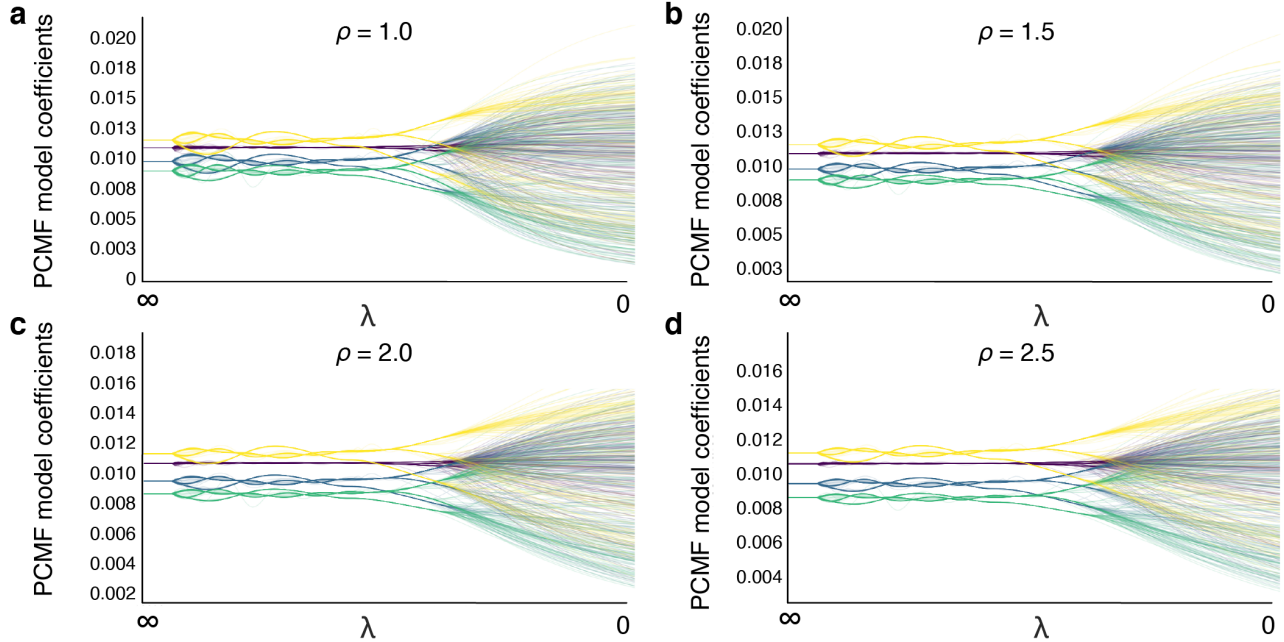 a
PCMF model coefficients
ρ = 1.0
0.020
0.018
0.015
0.013
0.010
0.008
0.005
0.003
0
∞
λ
0
b
PCMF model coefficients
ρ = 1.5
0.020
0.018
0.015
0.013
0.010
0.008
0.005
0.003
∞
λ
0
c
PCMF model coefficients
ρ = 2.0
0.018
0.016
0.014
0.012
0.010
0.008
0.006
0.004
0.002
∞
λ
0
d
PCMF model coefficients
ρ = 2.5
0.016
0.014
0.012
0.010
0.008
0.006
0.004
∞
λ
0